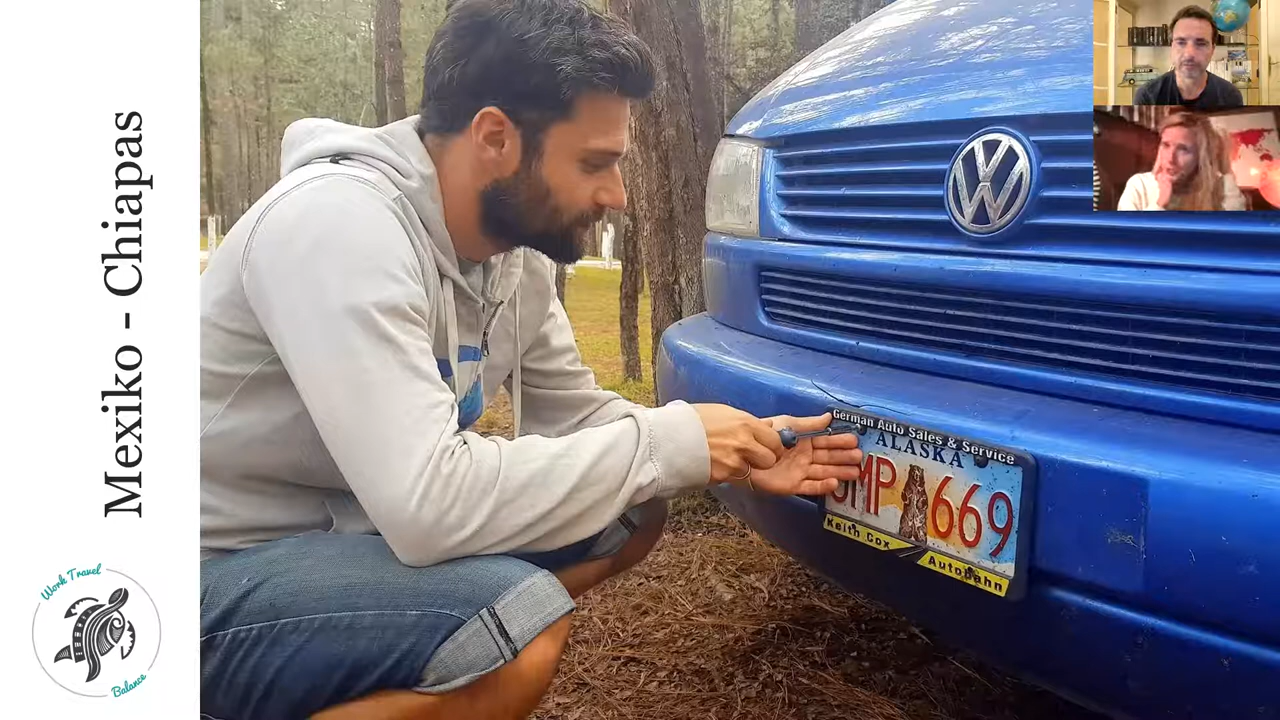 Mexiko - Chiapas
Work Travel
Balance
German Auto Sales & Service
ALASKA
MP 669
Keith Cox
Autobahn